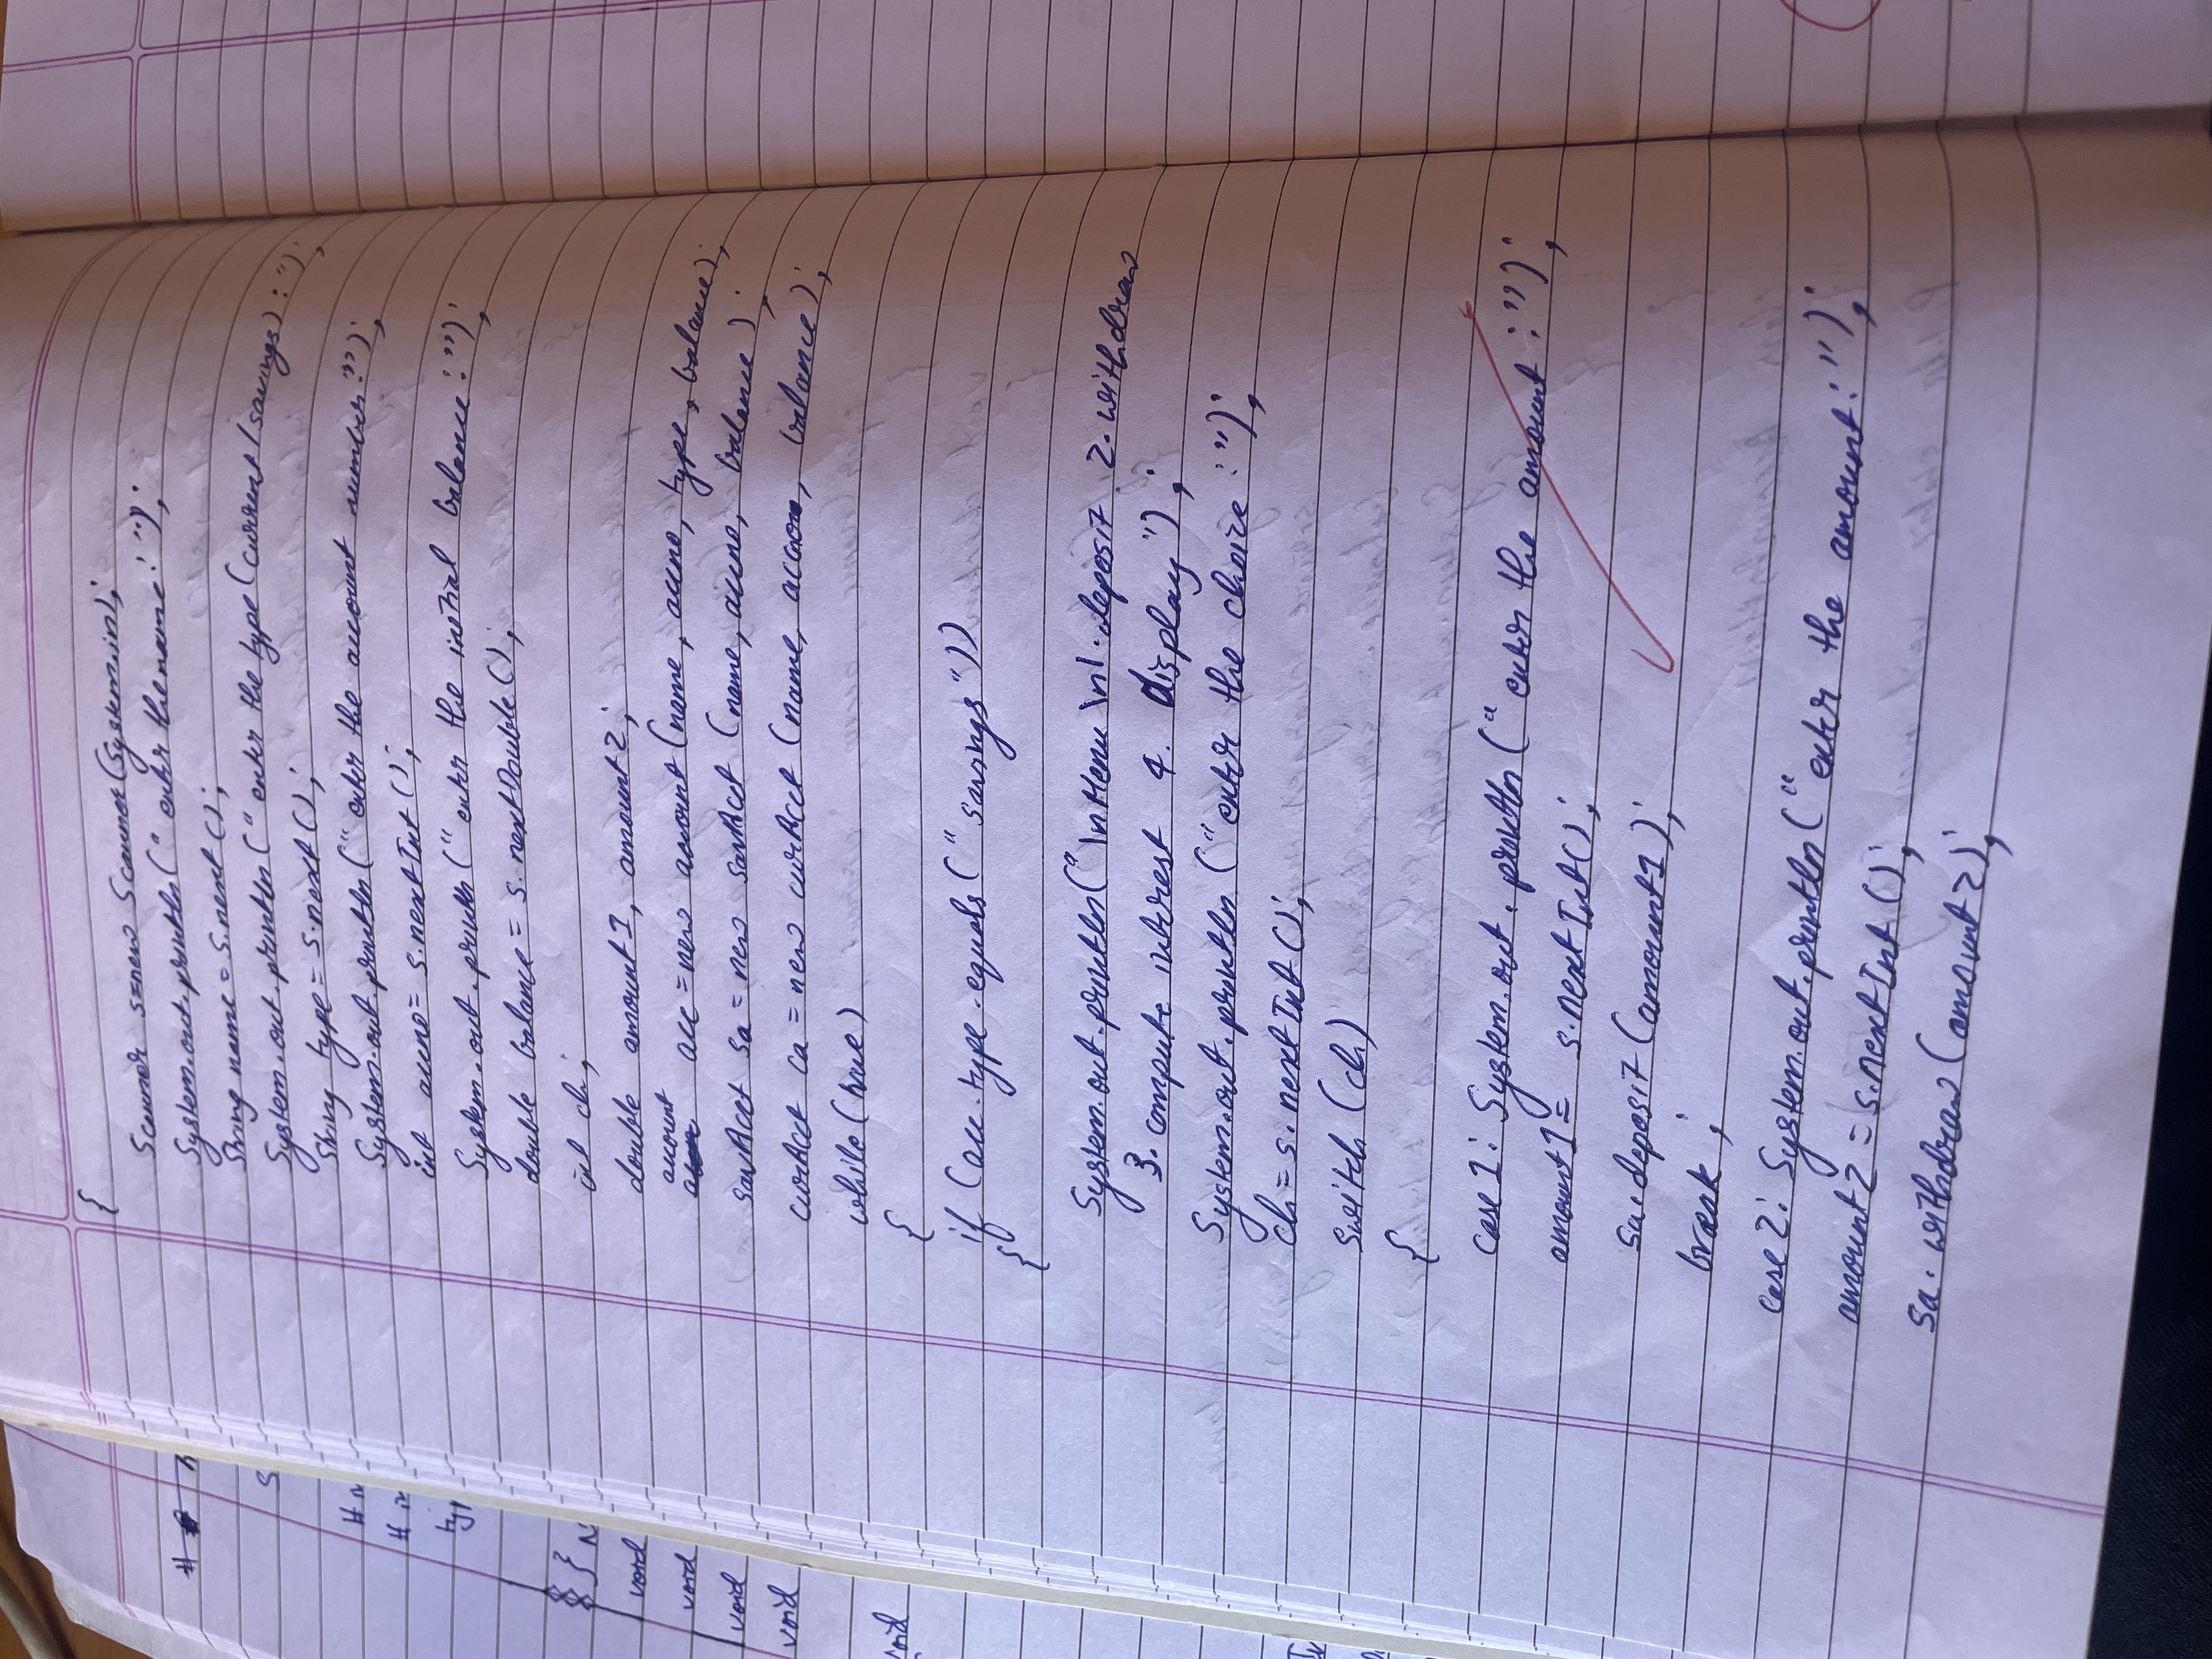 {
Scanner s=new Scanner(System.in);
System.out.println("enter the name:");
String name = s.next();
System.out.println("enter the type (current/savings):");
String type = s.next();
System.out.println("enter the account number:");
int accno= s.nextInt();
System.out.println("enter the initial balance:");
double balance = s.nextDouble();
int ch;
double amount1, amount2;
account acc = new account(name, accno, type, balance);
savAcct sa = new savAcct (name, accno, balance);
curAcct ca = new curAcct (name, accno, balance);
while(true)
{
if (acc.type.equals("savings"))
{
System.out.println("\nMenu\n1.deposit 2.withdraw
3.compute interest 4. display");
System.out.println("enter the choice:");
ch = s.nextInt();
switch (ch)
{
case 1: System.out.println("enter the amount:");
amount1 = s.nextInt();
sa.deposit (amount1);
break;
case 2: System.out.println("enter the amount:");
amount2 = s.nextInt();
sa. withdraw (amount2);
void
void
void
void
void